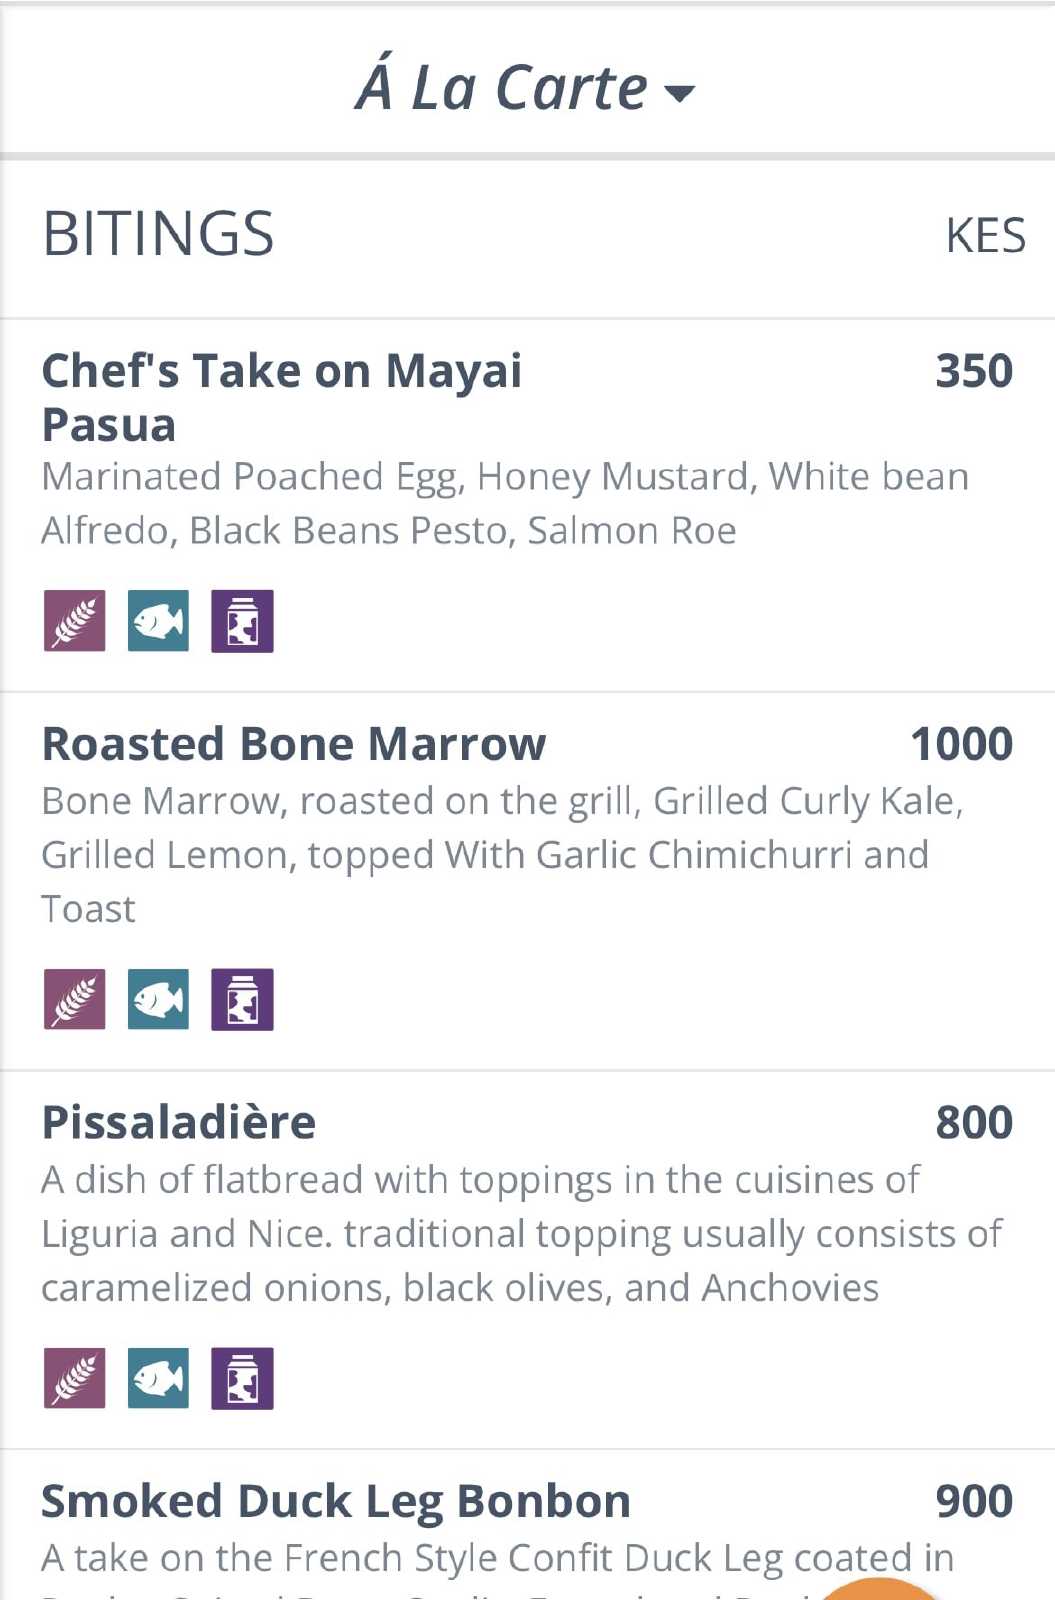 Á La Carte
BITINGS
KES
Chef's Take on Mayai
350
Pasua
Marinated Poached Egg, Honey Mustard, White bean
Alfredo, Black Beans Pesto, Salmon Roe
Roasted Bone Marrow
1000
Bone Marrow, roasted on the grill, Grilled Curly Kale,
Grilled Lemon, topped With Garlic Chimichurri and
Toast
Pissaladière
800
A dish of flatbread with toppings in the cuisines of
Liguria and Nice. traditional topping usually consists of
caramelized onions, black olives, and Anchovies
Smoked Duck Leg Bonbon
900
A take on the French Style Confit Duck Leg coated in